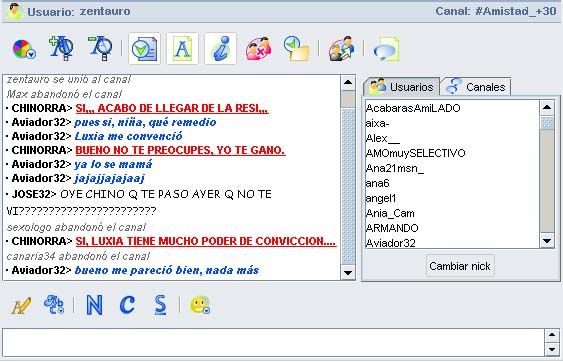 Usuario: zentauro
Canal: #Amistad_+30
zentauro se unió al canal
Max abandonó el canal
· CHINORRA> SI,,, ACABO DE LLEGAR DE LA RESI,,,
· Aviador32> pues si, niña, qué remedio
· Aviador32> Luxia me convenció
· CHINORRA> BUENO NO TE PREOCUPES, YO TE GANO.
· Aviador32> ya lo se mamá
· Aviador32> jajajjajajaaj
· JOSE32> OYE CHINO Q TE PASO AYER Q NO TE
VI???????????????????????
sexologo abandonó el canal
· CHINORRA> SI, LUXIA TIENE MUCHO PODER DE CONVICCION....
canaria34 abandonó el canal
· Aviador32> bueno me pareció bien, nada más
Usuarios
Canales
AcabarasAmiLADO
aixa-
Alex__
AMOmuySELECTIVO
Ana21msn_
ana6
angel1
Ania_Cam
ARMANDO
Aviador32
Cambiar nick
N C S